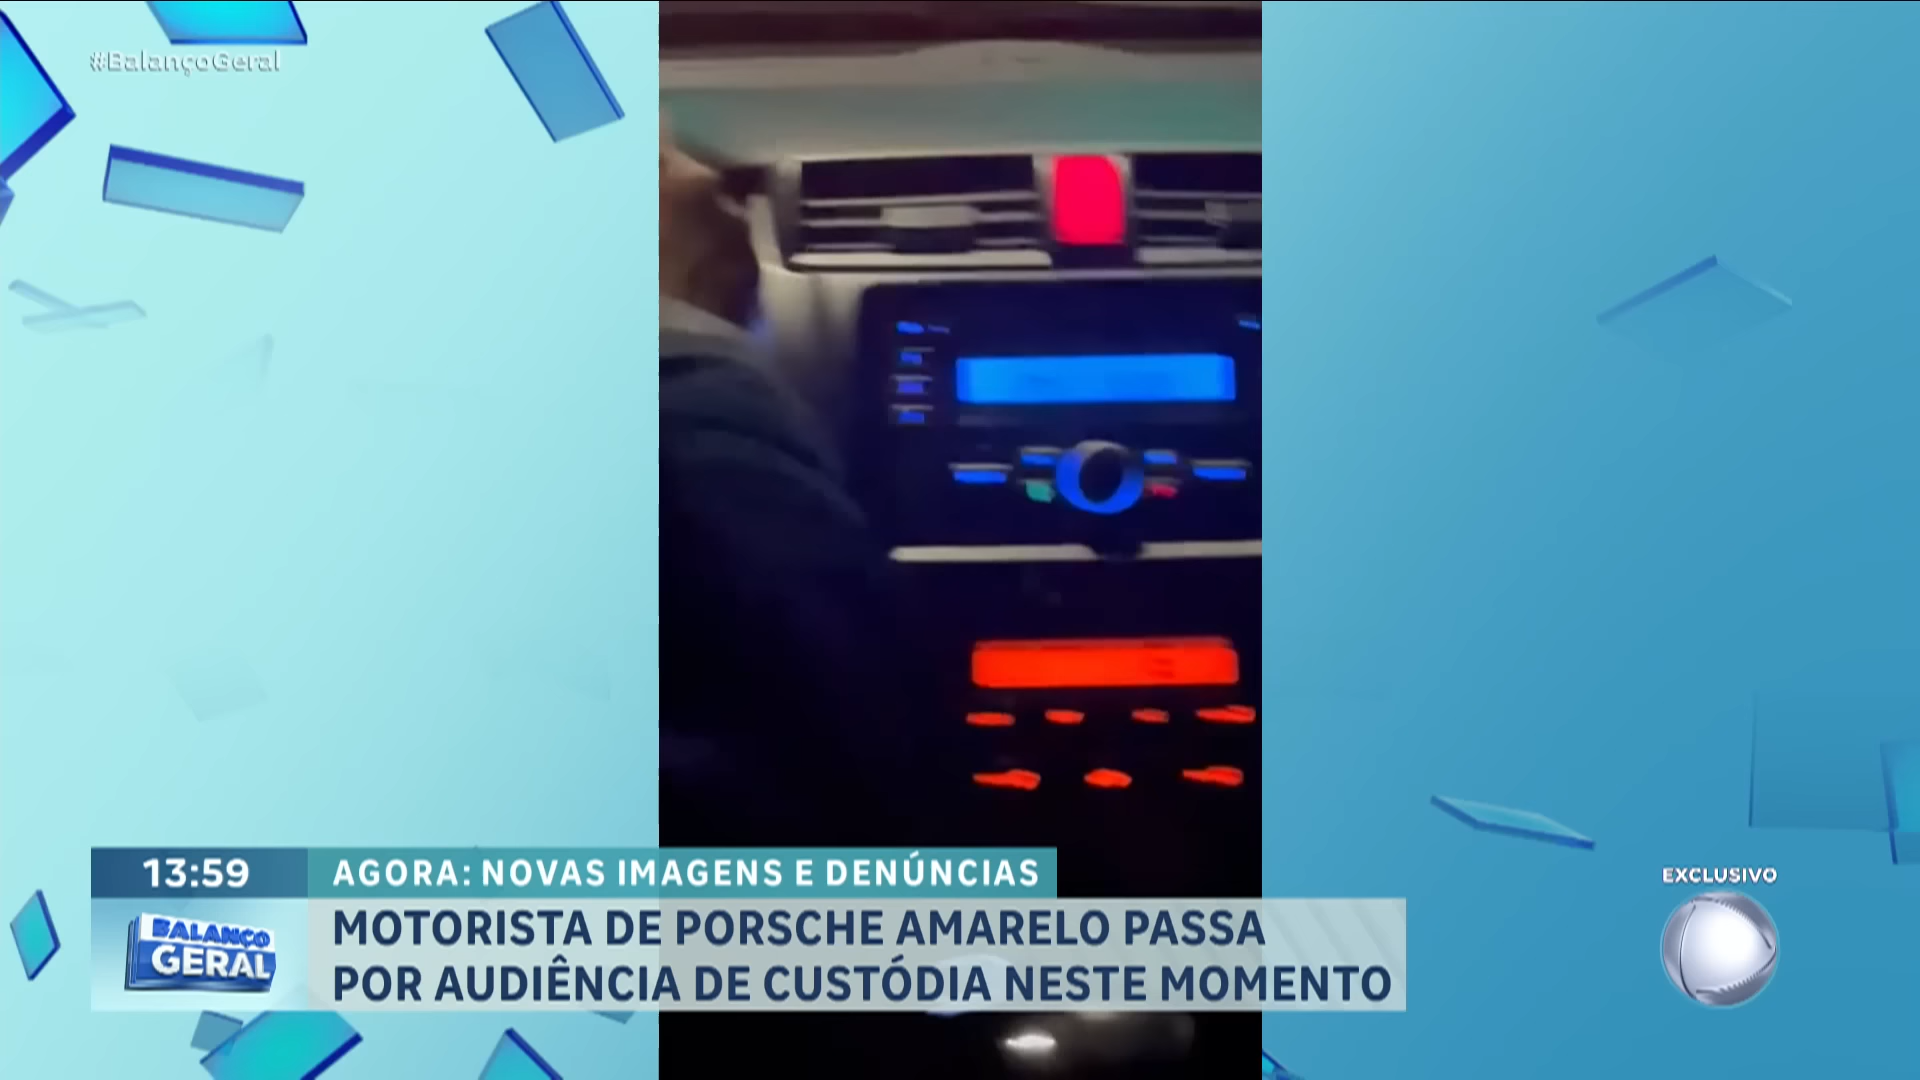 #BalançoGeral
13:59
AGORA: NOVAS IMAGENS E DENÚNCIAS
BALANÇO
GERAL
MOTORISTA DE PORSCHE AMARELO PASSA
POR AUDIÊNCIA DE CUSTÓDIA NESTE MOMENTO
EXCLUSIVO